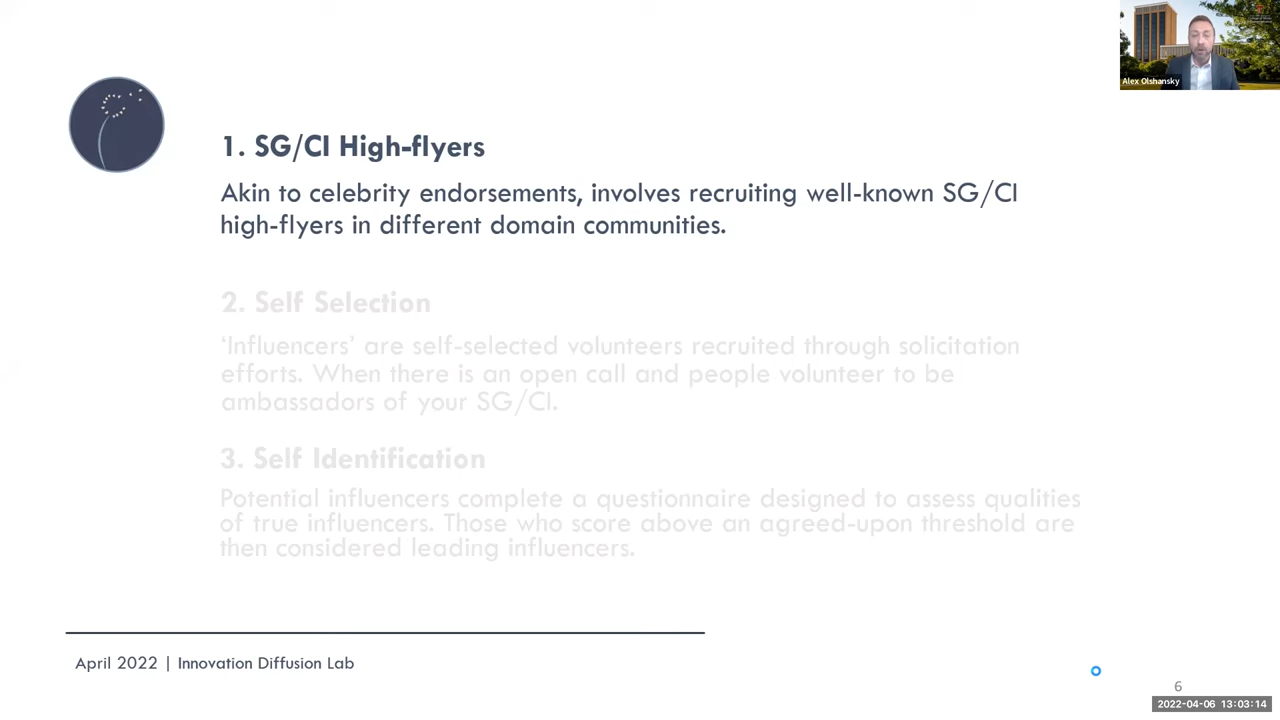 Alex Olshansky
1. SG/CI High-flyers
Akin to celebrity endorsements, involves recruiting well-known SG/CI
high-flyers in different domain communities.
2. Self Selection
‘Influencers’ are self-selected volunteers recruited through solicitation
efforts. When there is an open call and people volunteer to be
ambassadors of your SG/CI.
3. Self Identification
Potential influencers complete a questionnaire designed to assess qualities
of true influencers. Those who score above an agreed-upon threshold are
then considered leading influencers.
April 2022 | Innovation Diffusion Lab
6
2022-04-06 13:03:14